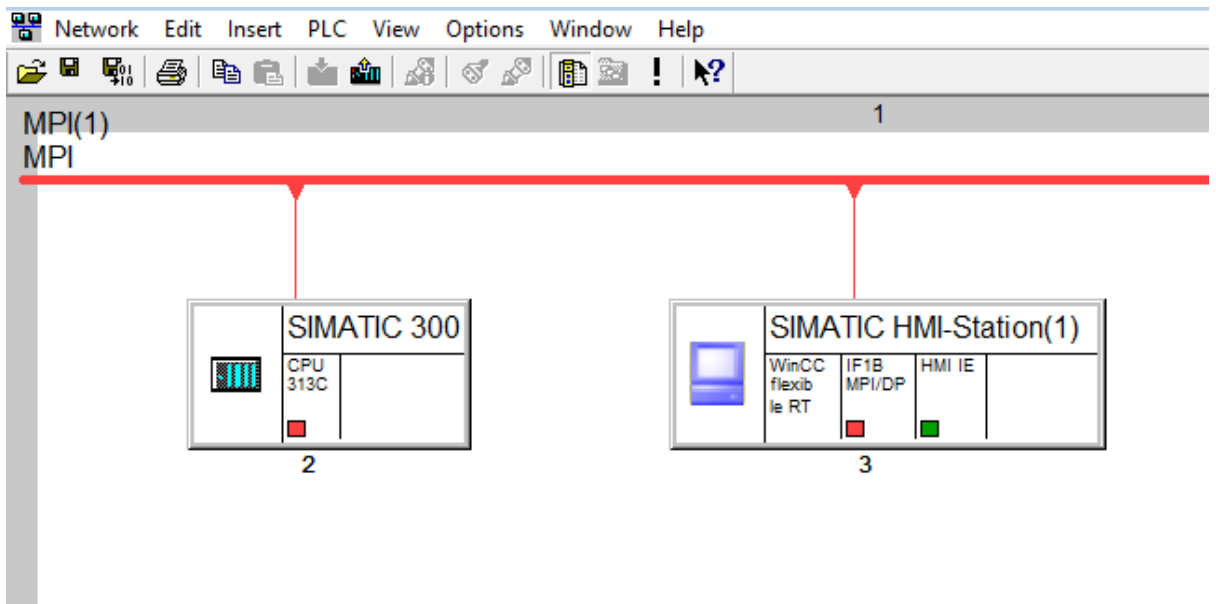 Network Edit Insert PLC View Options Window Help
1
MPI(1)
MPI
SIMATIC 300
CPU
313C
2
SIMATIC HMI-Station(1)
WinCC
flexib
le RT
IF1B
MPI/DP
HMI IE
3